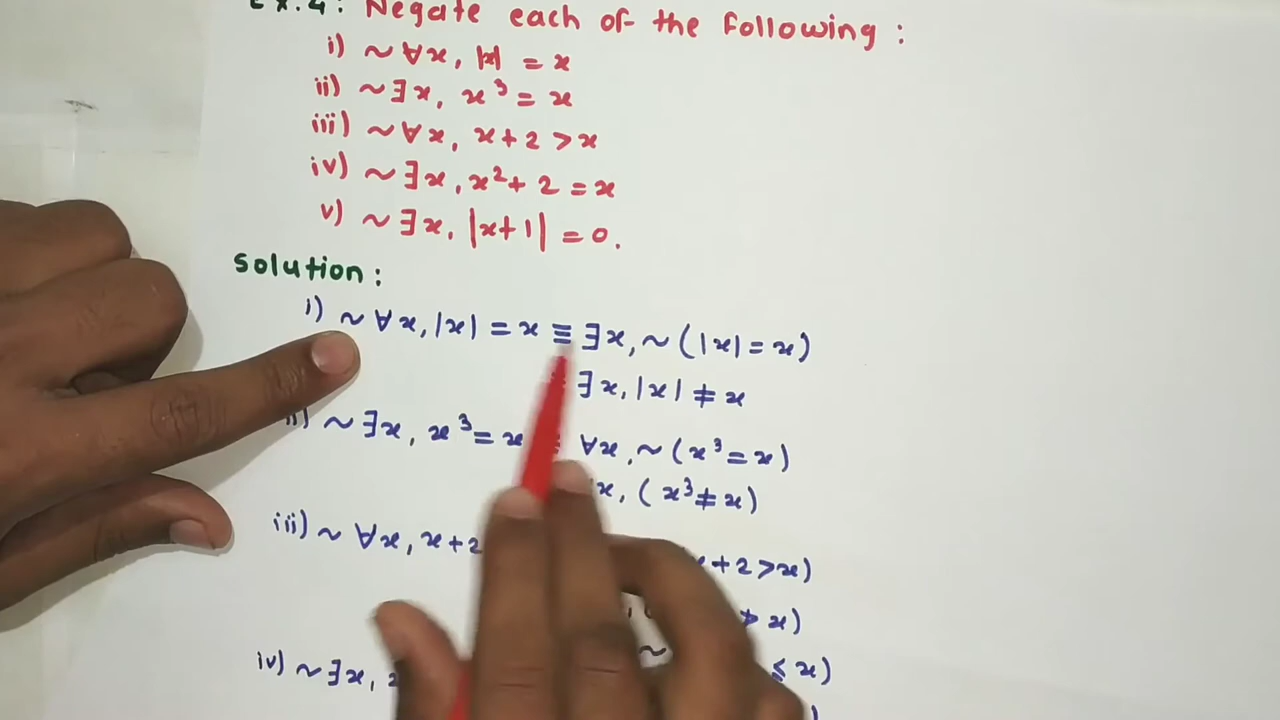 Ex.4: Negate each of the following :
i) ~∀x, |x| = x
ii) ~∃x, x³ = x
iii) ~∀x, x+2 > x
iv) ~∃x, x²+ 2 = x
v) ~∃x, |x+1| = 0.
Solution:
i) ~∀x, |x| = x ≡ ∃x, ~(|x| = x)
∃x, |x| ≠ x
~∃x, x³ = x ∀x, ~(x³ = x)
x, (x³ ≠ x)
iii) ~ ∀x, x+2 x+2 > x)
≯ x)
~ ≤ x)
iv) ~∃x,